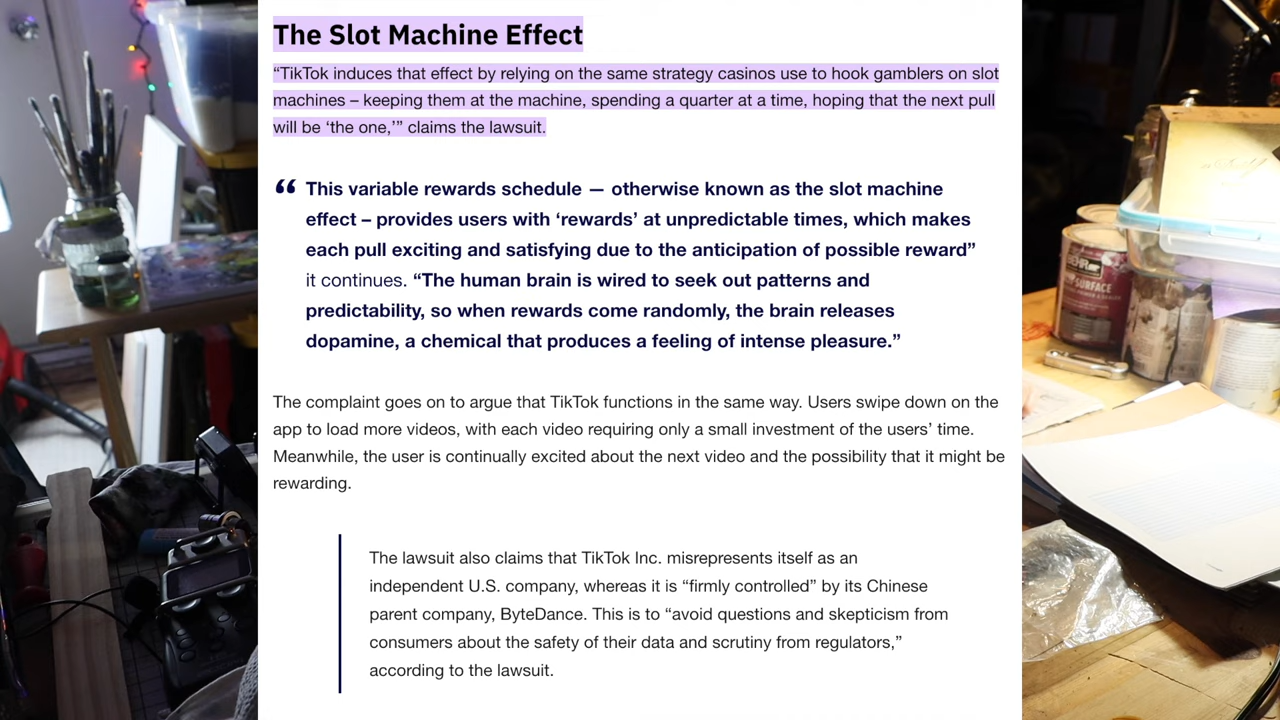 The Slot Machine Effect
“TikTok induces that effect by relying on the same strategy casinos use to hook gamblers on slot
machines – keeping them at the machine, spending a quarter at a time, hoping that the next pull
will be ‘the one,’” claims the lawsuit.
“ This variable rewards schedule — otherwise known as the slot machine
effect – provides users with ‘rewards’ at unpredictable times, which makes
each pull exciting and satisfying due to the anticipation of possible reward”
it continues. “The human brain is wired to seek out patterns and
predictability, so when rewards come randomly, the brain releases
dopamine, a chemical that produces a feeling of intense pleasure.”
The complaint goes on to argue that TikTok functions in the same way. Users swipe down on the
app to load more videos, with each video requiring only a small investment of the users’ time.
Meanwhile, the user is continually excited about the next video and the possibility that it might be
rewarding.
The lawsuit also claims that TikTok Inc. misrepresents itself as an
independent U.S. company, whereas it is “firmly controlled” by its Chinese
parent company, ByteDance. This is to “avoid questions and skepticism from
consumers about the safety of their data and scrutiny from regulators,”
according to the lawsuit.
BEHR
SURFACE